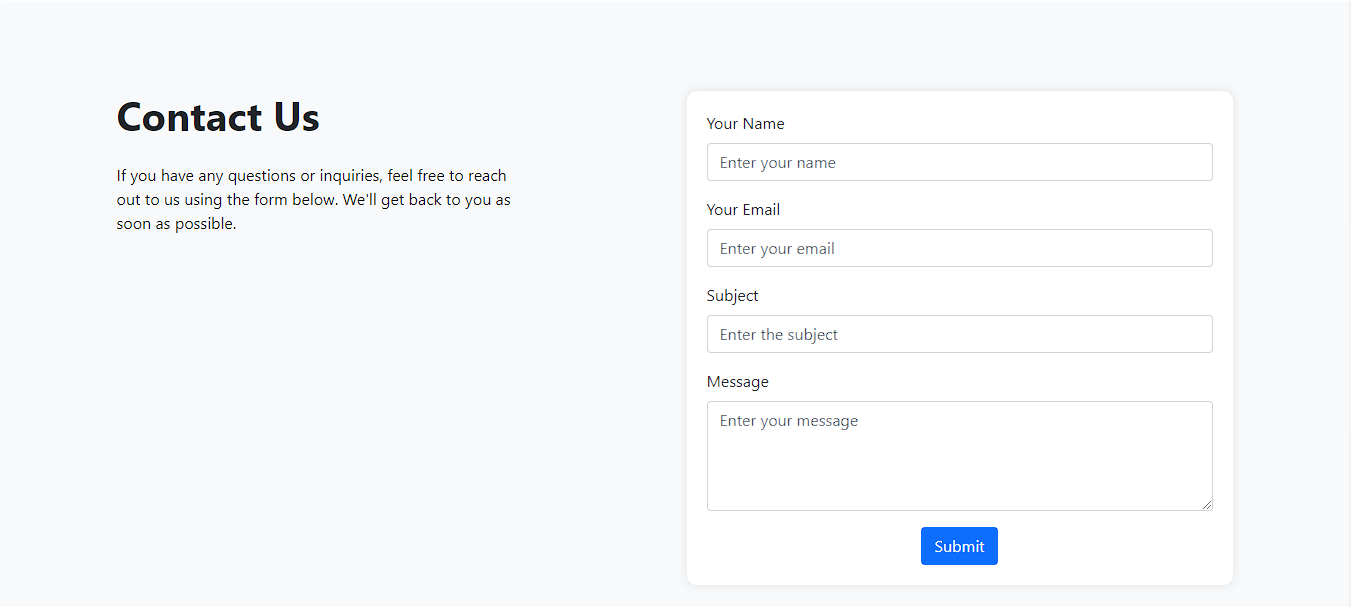 Contact Us
If you have any questions or inquiries, feel free to reach
out to us using the form below. We'll get back to you as
soon as possible.
Your Name
Enter your name
Your Email
Enter your email
Subject
Enter the subject
Message
Enter your message
Submit